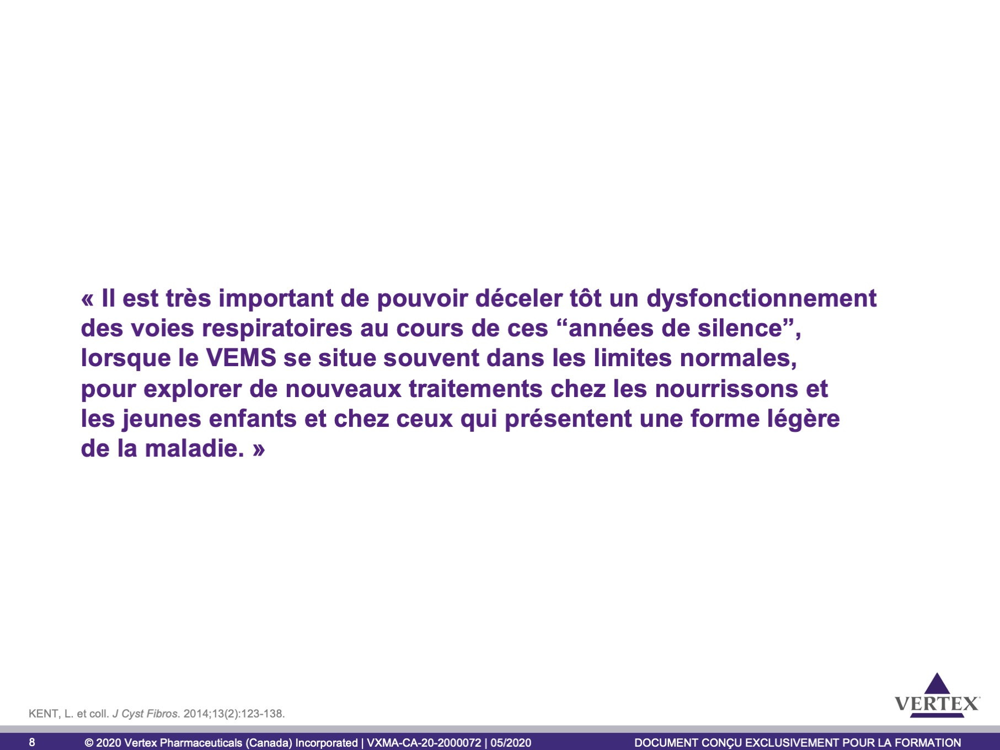 « Il est très important de pouvoir déceler tôt un dysfonctionnement
des voies respiratoires au cours de ces “années de silence”,
lorsque le VEMS se situe souvent dans les limites normales,
pour explorer de nouveaux traitements chez les nourrissons et
les jeunes enfants et chez ceux qui présentent une forme légère
de la maladie. »
VERTEX
KENT, L. et coll. J Cyst Fibros. 2014;13(2):123-138.
8 © 2020 Vertex Pharmaceuticals (Canada) Incorporated | VXMA-CA-20-2000072 | 05/2020 DOCUMENT CONÇU EXCLUSIVEMENT POUR LA FORMATION